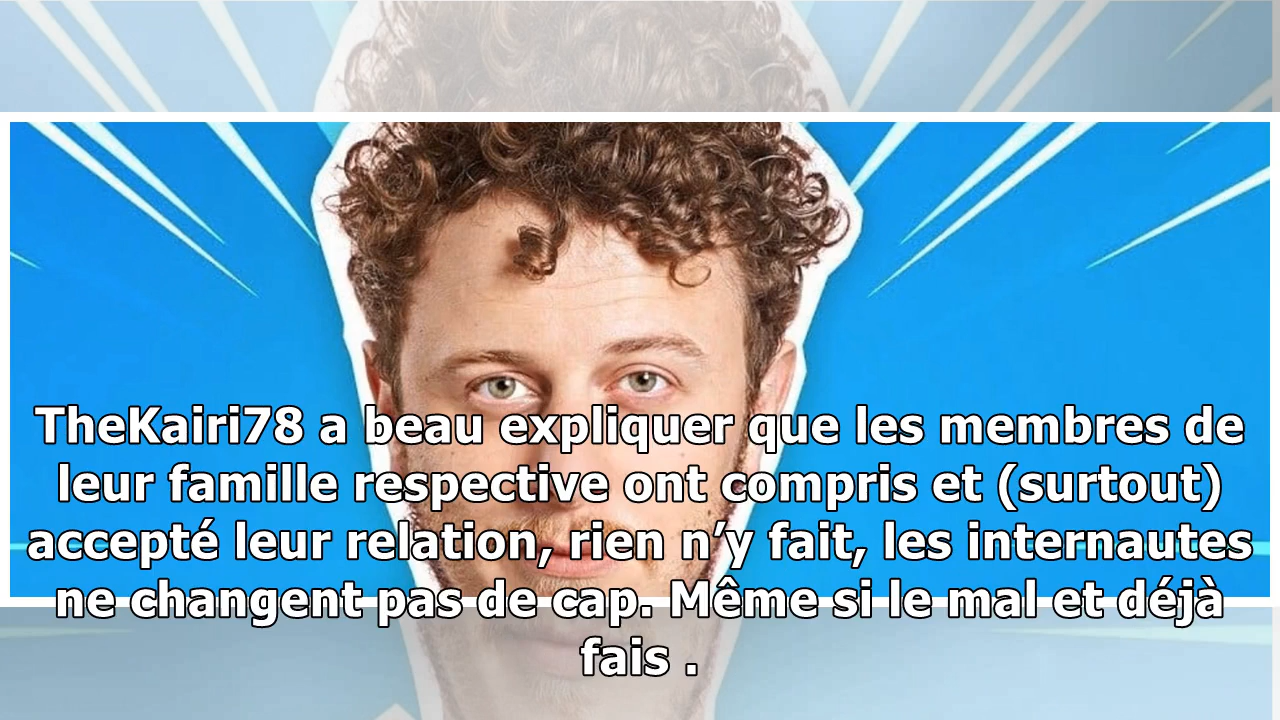 TheKairi78 a beau expliquer que les membres de
leur famille respective ont compris et (surtout)
accepté leur relation, rien n’y fait, les internautes
ne changent pas de cap. Même si le mal et déjà
fais .